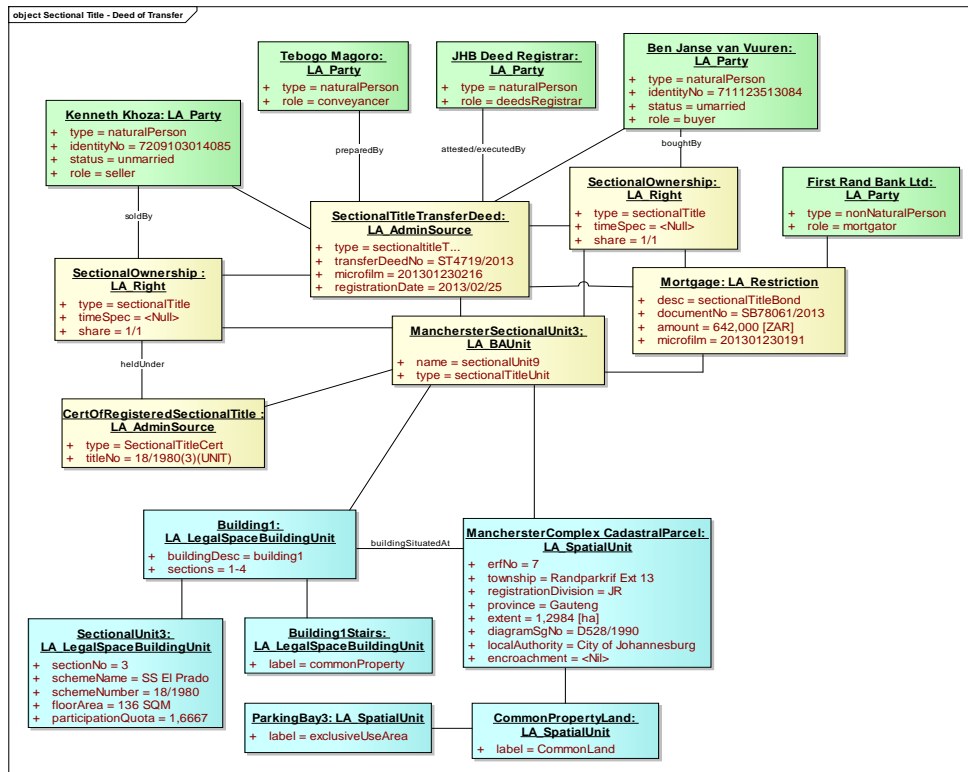 object Sectional Title - Deed of Transfer
Tebogo Magoro:
LA_Party
+ type = naturalPerson
+ role = conveyancer
JHB Deed Registrar:
LA_Party
+ type = naturalPerson
+ role = deedsRegistrar
Ben Janse van Vuuren:
LA_Party
+ type = naturalPerson
+ identityNo = 711123513084
+ status = umarried
+ role = buyer
Kenneth Khoza: LA_Party
+ type = naturalPerson
+ identityNo = 7209103014085
+ status = unmarried
+ role = seller
preparedBy
attested/executedBy
boughtBy
soldBy
SectionalOwnership:
LA_Right
+ type = sectionalTitle
+ timeSpec = <Null>
+ share = 1/1
First Rand Bank Ltd:
LA_Party
+ type = nonNaturalPerson
+ role = mortgator
SectionalTitleTransferDeed:
LA_AdminSource
+ type = sectionaltitleT...
+ transferDeedNo = ST4719/2013
+ microfilm = 201301230216
+ registrationDate = 2013/02/25
SectionalOwnership :
LA_Right
+ type = sectionalTitle
+ timeSpec = <Null>
+ share = 1/1
Mortgage: LA_Restriction
+ desc = sectionalTitleBond
+ documentNo = SB78061/2013
+ amount = 642,000 [ZAR]
+ microfilm = 201301230191
ManchersterSectionalUnit3:
LA_BAUnit
+ name = sectionalUnit9
+ type = sectionalTitleUnit
heldUnder
CertOfRegisteredSectionalTitle :
LA_AdminSource
+ type = SectionalTitleCert
+ titleNo = 18/1980(3)(UNIT)
Building1:
LA_LegalSpaceBuildingUnit
+ buildingDesc = building1
+ sections = 1-4
buildingSituatedAt
ManchersterComplex CadastralParcel:
LA_SpatialUnit
+ erfNo = 7
+ township = Randparkrif Ext 13
+ registrationDivision = JR
+ province = Gauteng
+ extent = 1,2984 [ha]
+ diagramSgNo = D528/1990
+ localAuthority = City of Johannesburg
+ encroachment = <Nil>
SectionalUnit3:
LA_LegalSpaceBuildingUnit
+ sectionNo = 3
+ schemeName = SS El Prado
+ schemeNumber = 18/1980
+ floorArea = 136 SQM
+ participationQuota = 1,6667
Building1Stairs:
LA_LegalSpaceBuildingUnit
+ label = commonProperty
ParkingBay3: LA_SpatialUnit
+ label = exclusiveUseArea
CommonPropertyLand:
LA_SpatialUnit
+ label = CommonLand